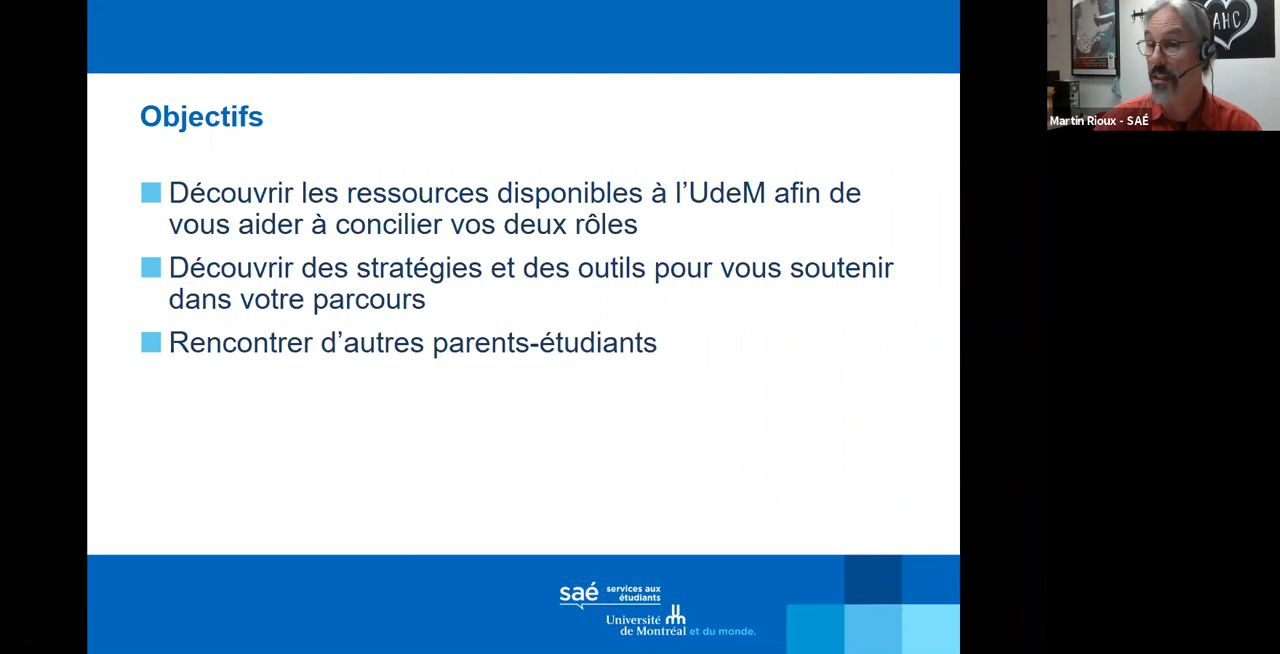 Objectifs
Découvrir les ressources disponibles à l’UdeM afin de
vous aider à concilier vos deux rôles
Découvrir des stratégies et des outils pour vous soutenir
dans votre parcours
Rencontrer d’autres parents-étudiants
saé services aux
étudiants
Université
de Montréal et du monde.
AHC
Martin Rioux - SAÉ